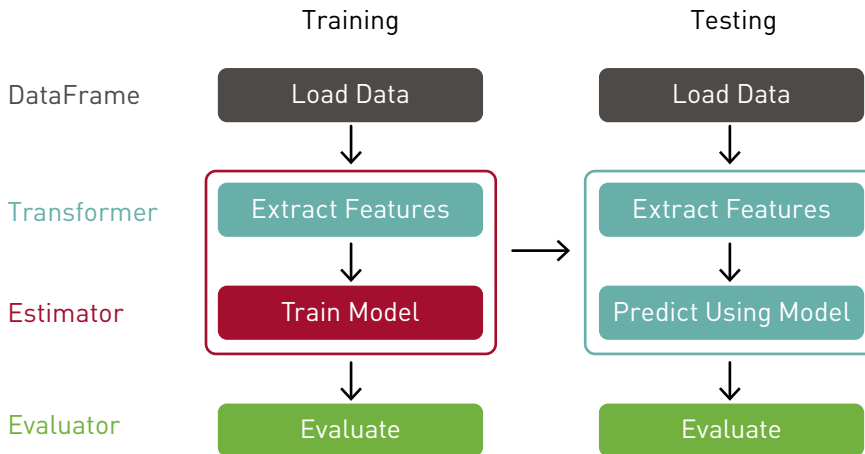 Training
Testing
DataFrame
Load Data
Load Data
Transformer
Extract Features
Extract Features
Estimator
Train Model
Predict Using Model
Evaluator
Evaluate
Evaluate